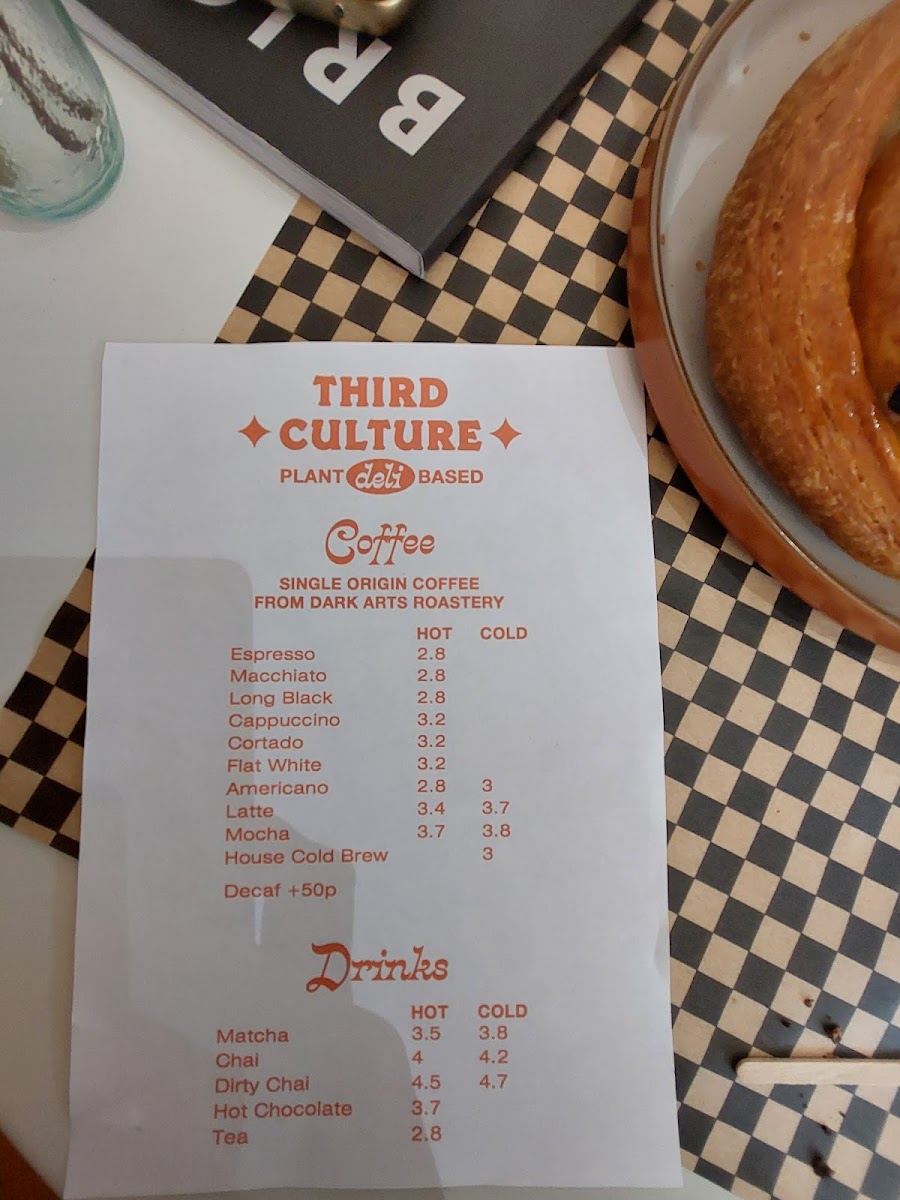 BRI
THIRD
CULTURE
PLANT deli BASED
Coffee
SINGLE ORIGIN COFFEE
FROM DARK ARTS ROASTERY
HOT COLD
Espresso 2.8
Macchiato 2.8
Long Black 2.8
Cappuccino 3.2
Cortado 3.2
Flat White 3.2
Americano 2.8 3
Latte 3.4 3.7
Mocha 3.7 3.8
House Cold Brew 3
Decaf +50p
Drinks
HOT COLD
Matcha 3.5 3.8
Chai 4 4.2
Dirty Chai 4.5 4.7
Hot Chocolate 3.7
Tea 2.8